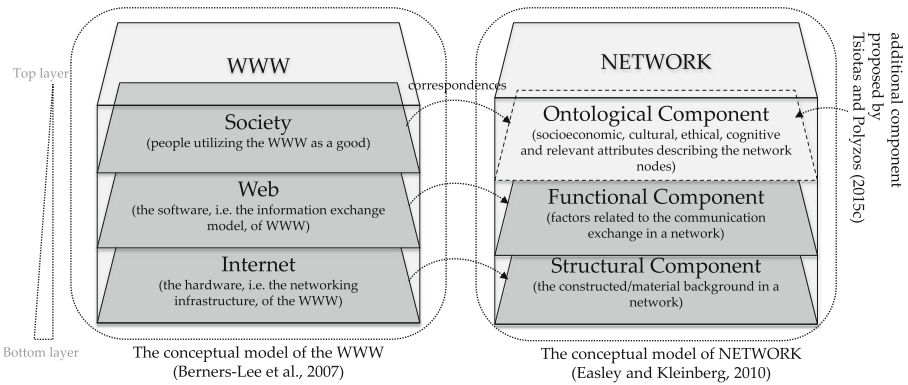 WWW
Top layer
Society
(people utilizing the WWW as a good)
Web
(the software, i.e. the information exchange
model, of WWW)
Internet
(the hardware, i.e. the networking
infrastructure, of the WWW)
Bottom layer
The conceptual model of the WWW
(Berners-Lee et al., 2007)
correspondences
NETWORK
Ontological Component
(socioeconomic, cultural, ethical, cognitive
and relevant attributes describing the network
nodes)
Functional Component
(factors related to the communication
exchange in a network)
Structural Component
(the constructed/material background in a
network)
The conceptual model of NETWORK
(Easley and Kleinberg, 2010)
additional component
proposed by
Tsiotas and Polyzos (2015c)